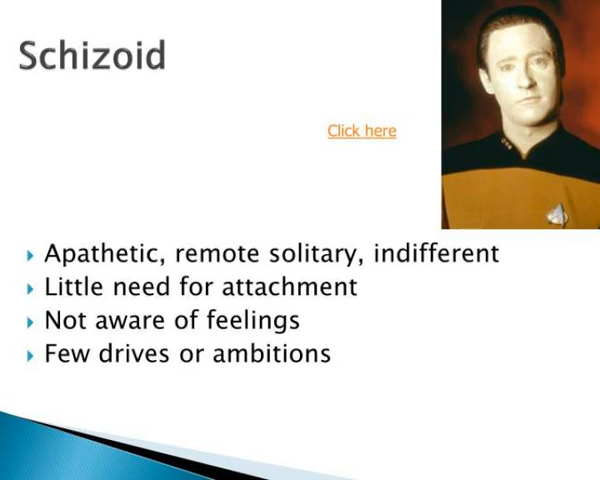 Schizoid
Click here
Apathetic, remote solitary, indifferent
Little need for attachment
Not aware of feelings
Few drives or ambitions